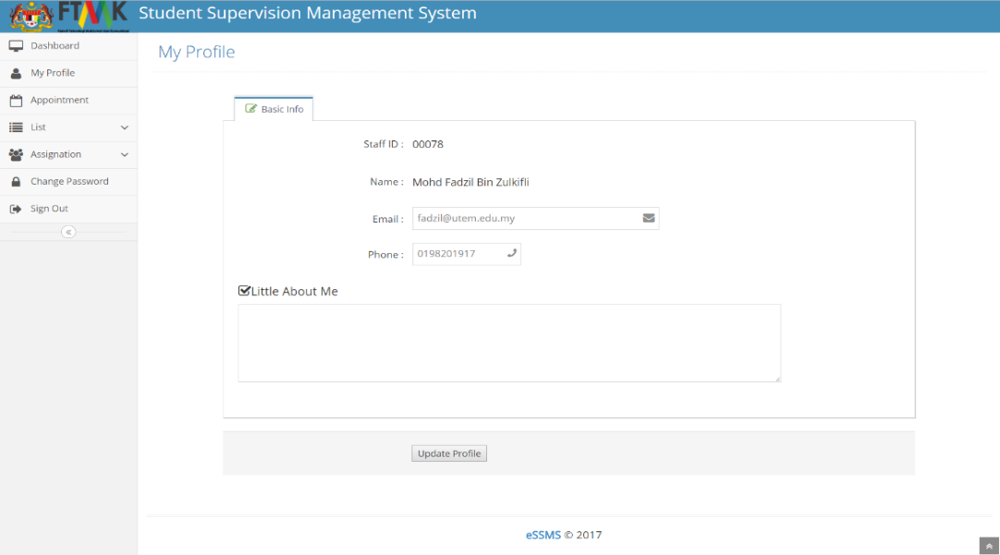 FTMK Student Supervision Management System
Dashboard
My Profile
Appointment
List
Assignation
Change Password
Sign Out
My Profile
Basic Info
Staff ID : 00078
Name : Mohd Fadzil Bin Zulkifli
Email : fadzil@utem.edu.my
Phone : 0198201917
Little About Me
Update Profile
eSSMS © 2017